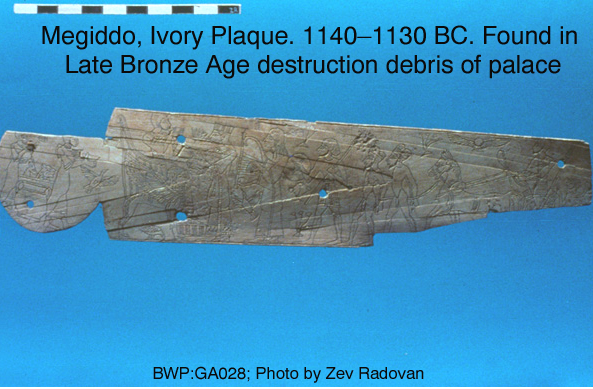 Megiddo, Ivory Plaque. 1140–1130 BC. Found in
Late Bronze Age destruction debris of palace
BWP:GA028; Photo by Zev Radovan